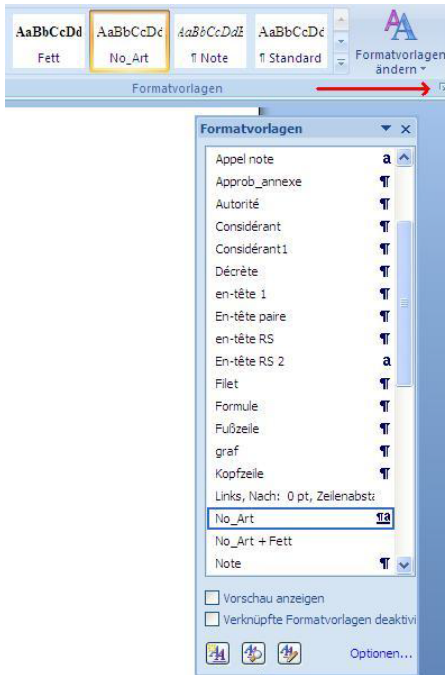 AaBbCcDd AaBbCcDc AaBbCcDdE AaBbCcDc
Fett No_Art ¶ Note ¶ Standard
Formatvorlagen
ändern
Formatvorlagen
Formatvorlagen
Appel note a
Approb_annexe ¶
Autorité ¶
Considérant ¶
Considérant1 ¶
Décrète ¶
en-tête 1 ¶
En-tête paire ¶
en-tête RS ¶
En-tête RS 2 a
Filet ¶
Formule ¶
Fußzeile ¶
graf ¶
Kopfzeile ¶
Links, Nach: 0 pt, Zeilenabsta
No_Art ¶a
No_Art + Fett
Note ¶
Vorschau anzeigen
Verknüpfte Formatvorlagen deaktivi
Optionen...